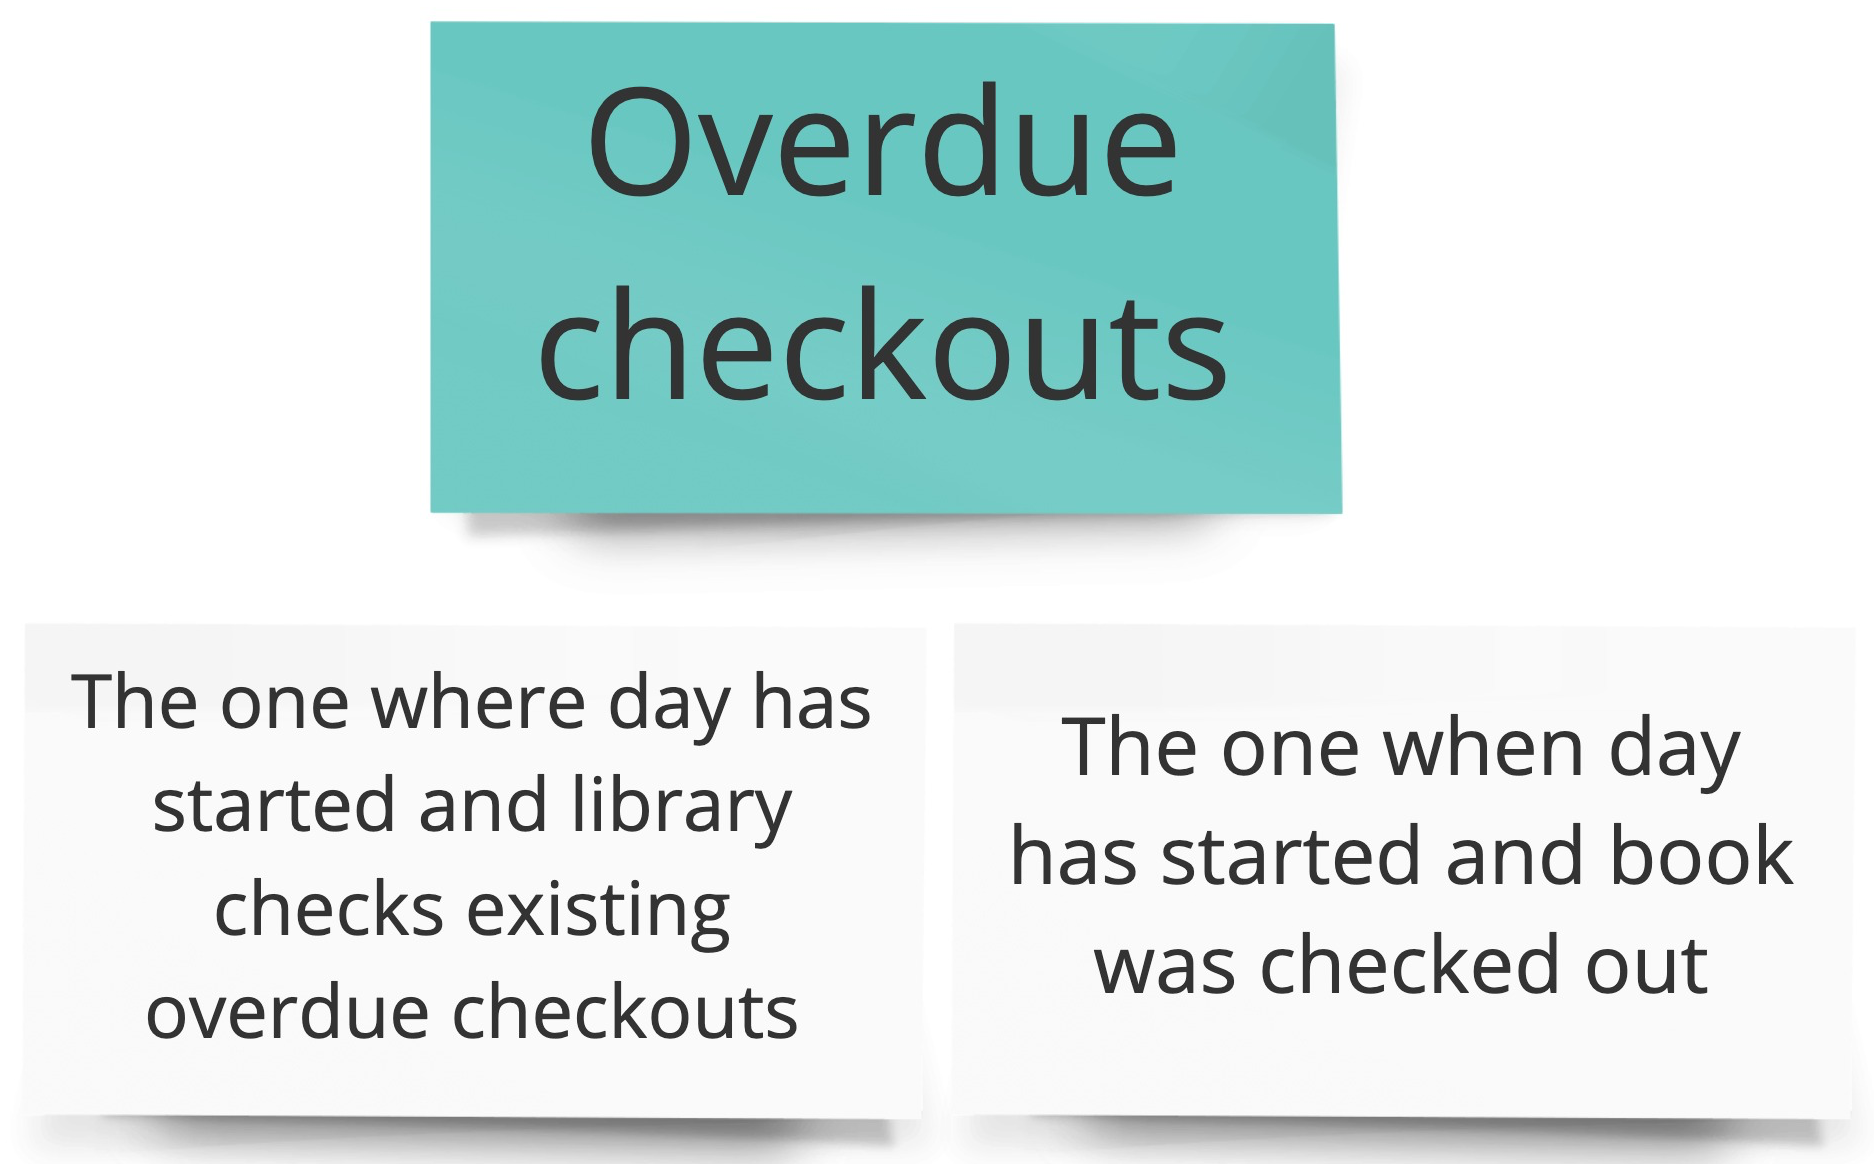 Overdue
checkouts
The one where day has
started and library
checks existing
overdue checkouts
The one when day
has started and book
was checked out